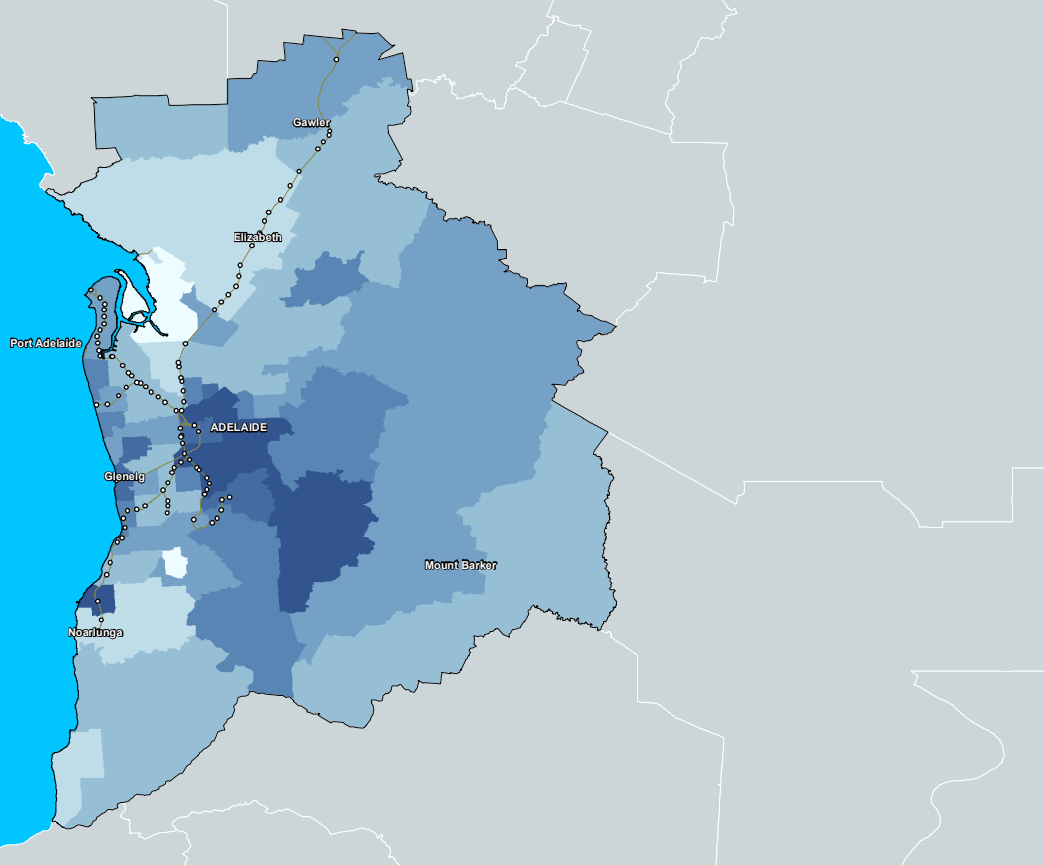 Gawler
Elizabeth
Port Adelaide
ADELAIDE
Glenelg
Mount Barker
Noarlunga